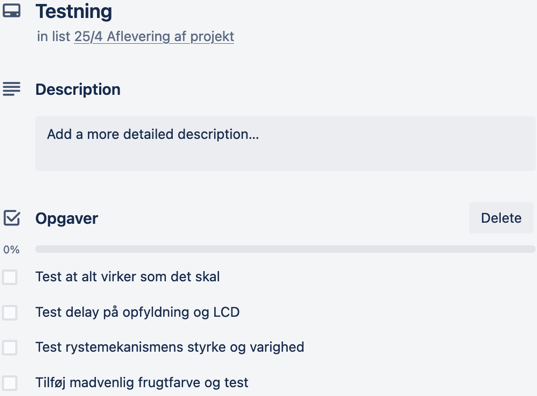 Testning
in list 25/4 Aflevering af projekt
Description
Add a more detailed description...
Opgaver
Delete
0%
Test at alt virker som det skal
Test delay på opfyldning og LCD
Test rystemekanismens styrke og varighed
Tilføj madvenlig frugtfarve og test